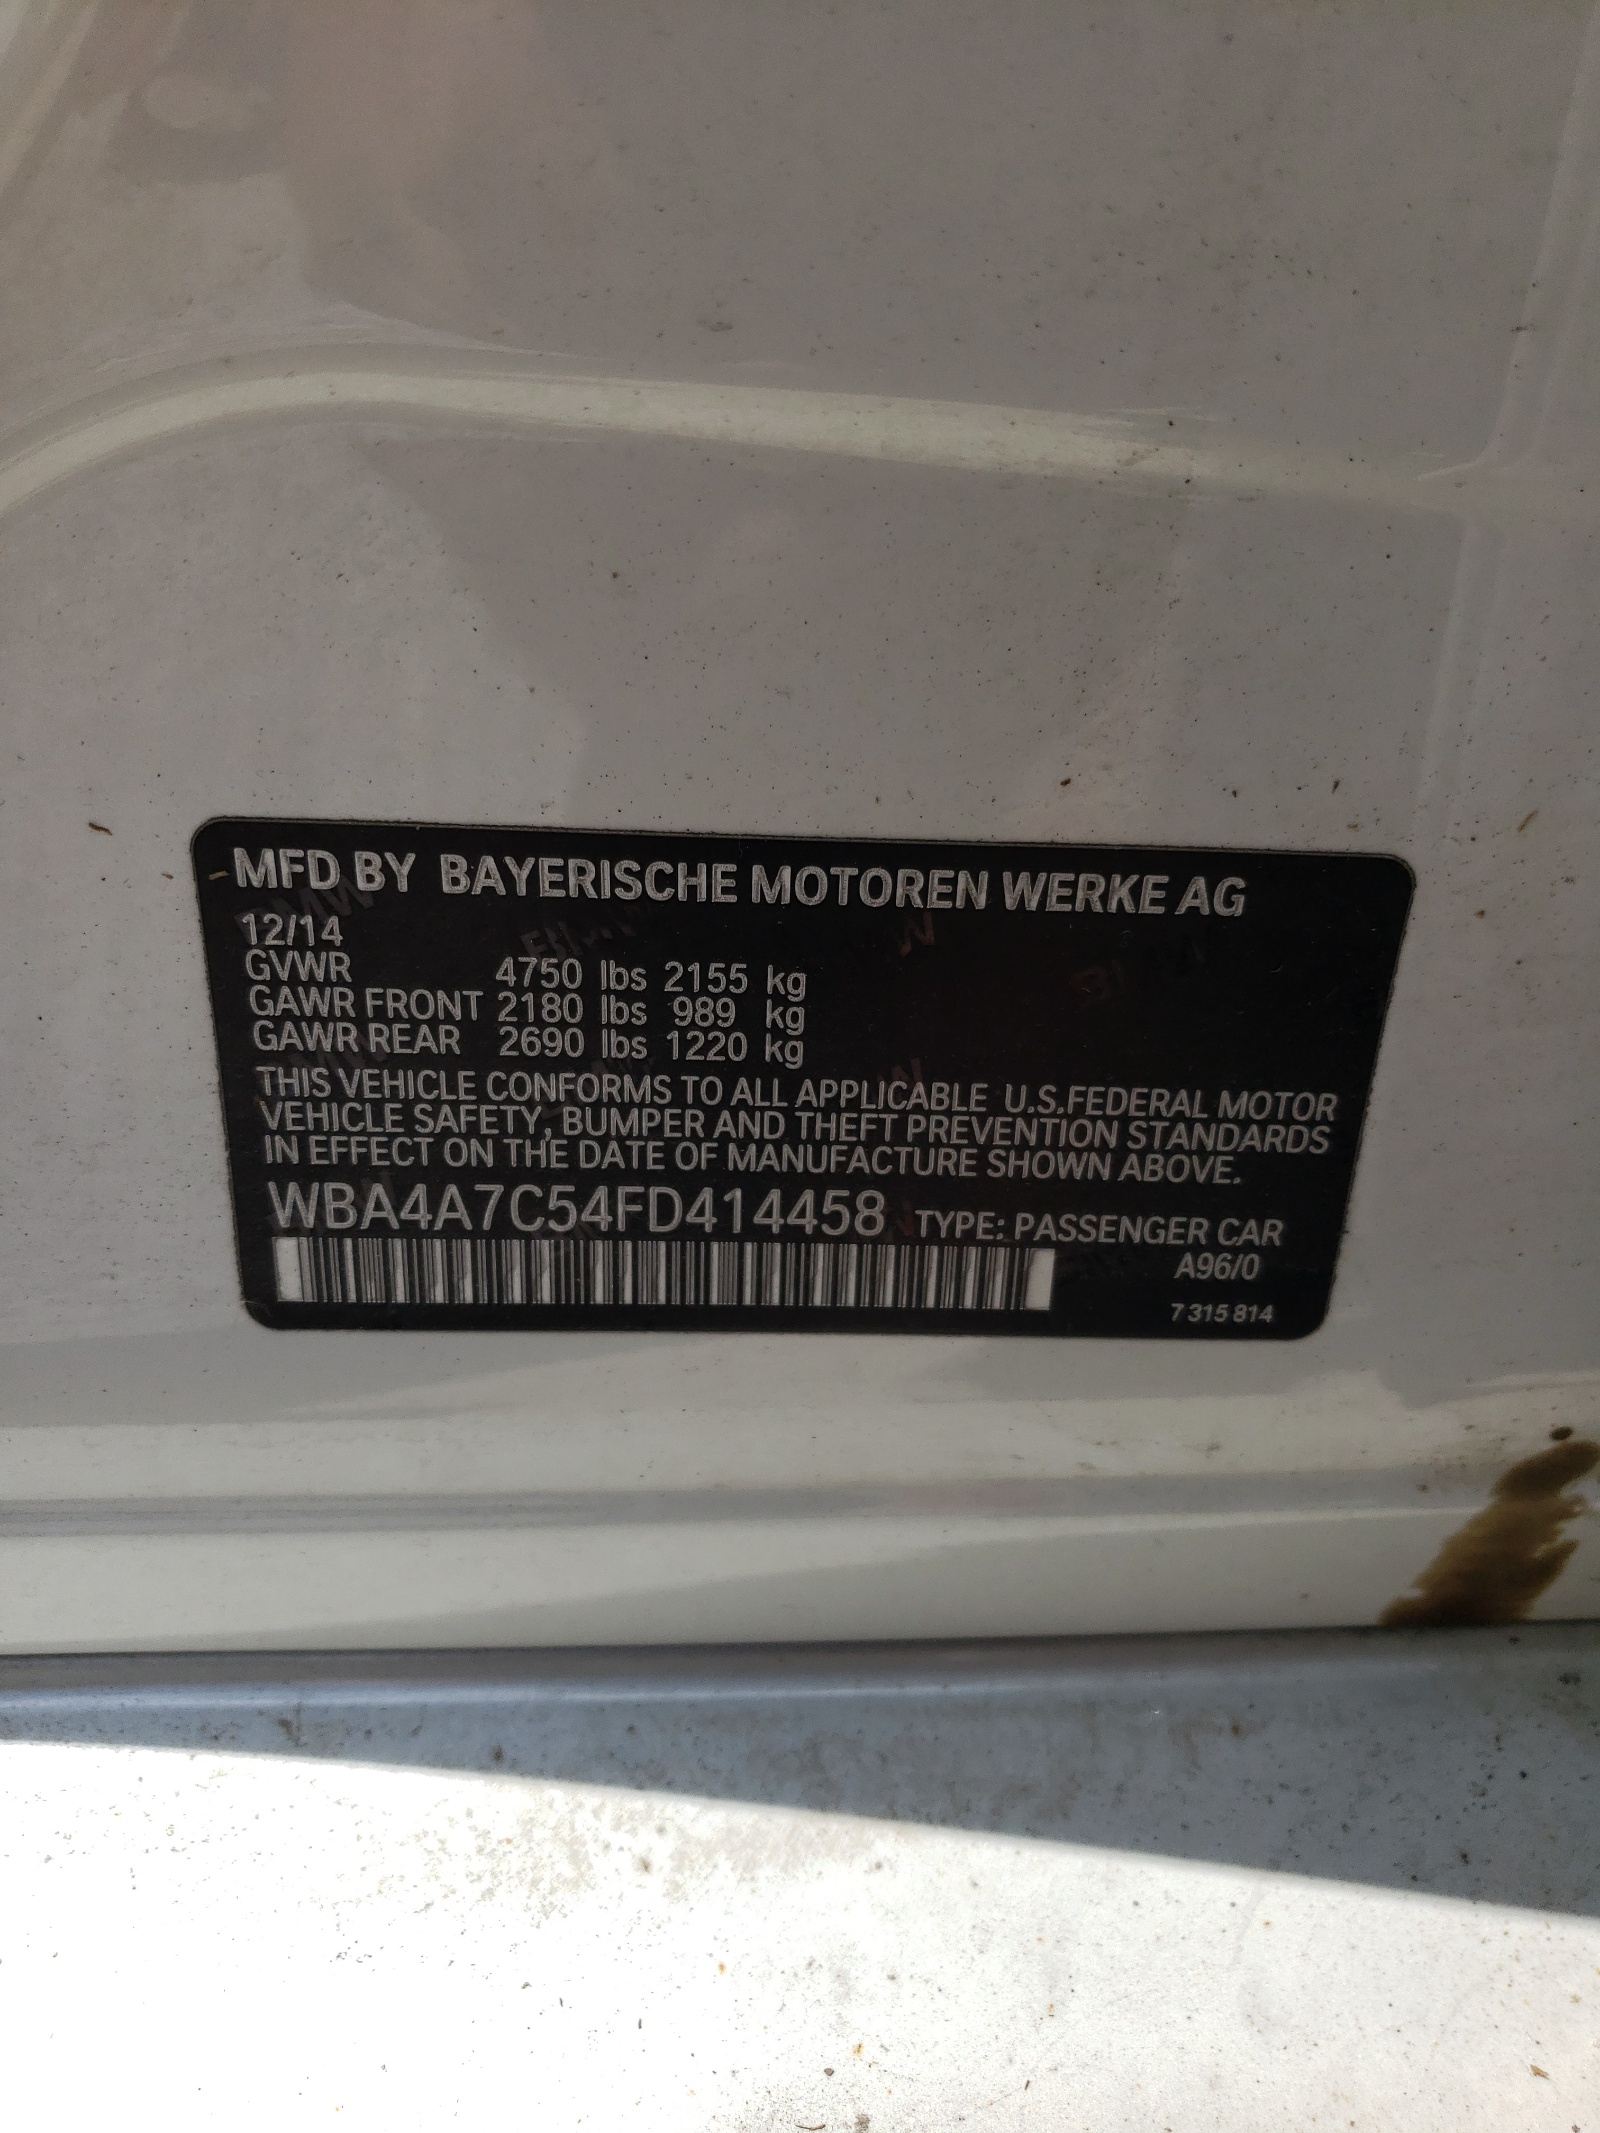 MFD BY BAYERISCHE MOTOREN WERKE AG
12/14
GVWR 4750 lbs 2155 kg
GAWR FRONT 2180 lbs 989 kg
GAWR REAR 2690 lbs 1220 kg
THIS VEHICLE CONFORMS TO ALL APPLICABLE U.S.FEDERAL MOTOR
VEHICLE SAFETY, BUMPER AND THEFT PREVENTION STANDARDS
IN EFFECT ON THE DATE OF MANUFACTURE SHOWN ABOVE.
WBA4A7C54FD414458 TYPE: PASSENGER CAR
A96/0
7 315 814